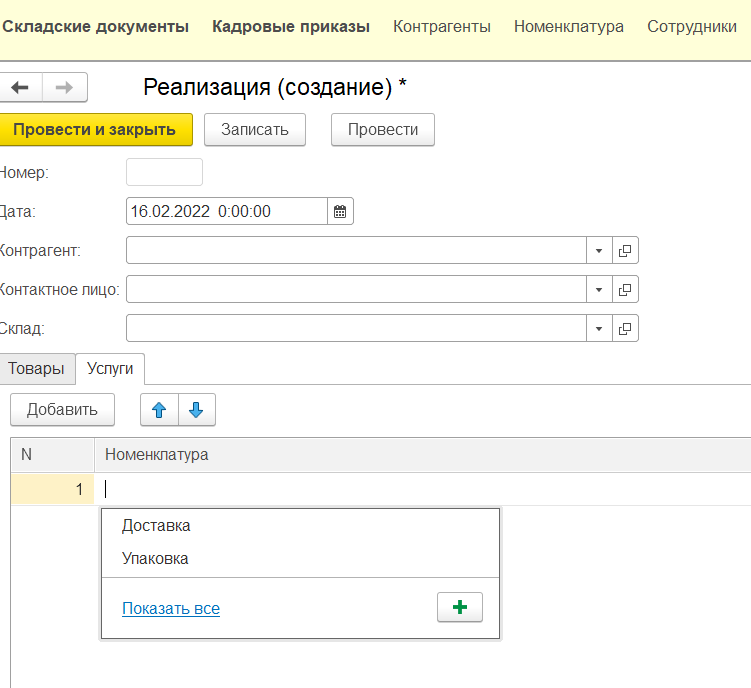 Складские документы Кадровые приказы Контрагенты Номенклатура Сотрудники
Реализация (создание) *
Провести и закрыть Записать Провести
Номер:
Дата: 16.02.2022 0:00:00
Контрагент:
Контактное лицо:
Склад:
Товары Услуги
Добавить
N Номенклатура
1
Доставка
Упаковка
Показать все